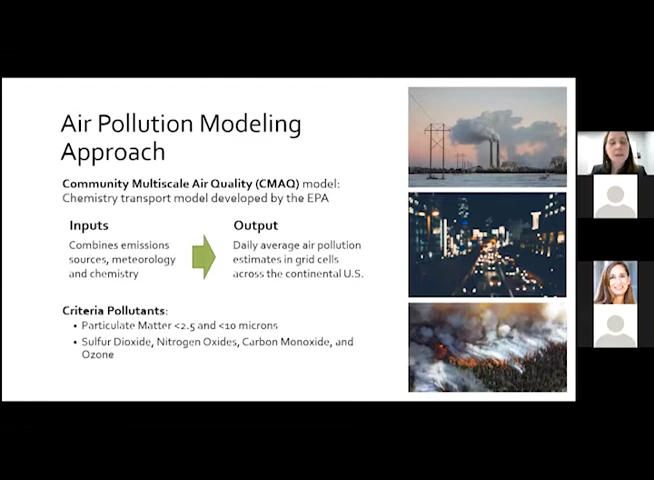 Air Pollution Modeling
Approach
Community Multiscale Air Quality (CMAQ) model:
Chemistry transport model developed by the EPA
Inputs
Combines emissions
sources, meteorology
and chemistry
Output
Daily average air pollution
estimates in grid cells
across the continental U.S.
Criteria Pollutants:
• Particulate Matter <2.5 and <10 microns
• Sulfur Dioxide, Nitrogen Oxides, Carbon Monoxide, and
Ozone